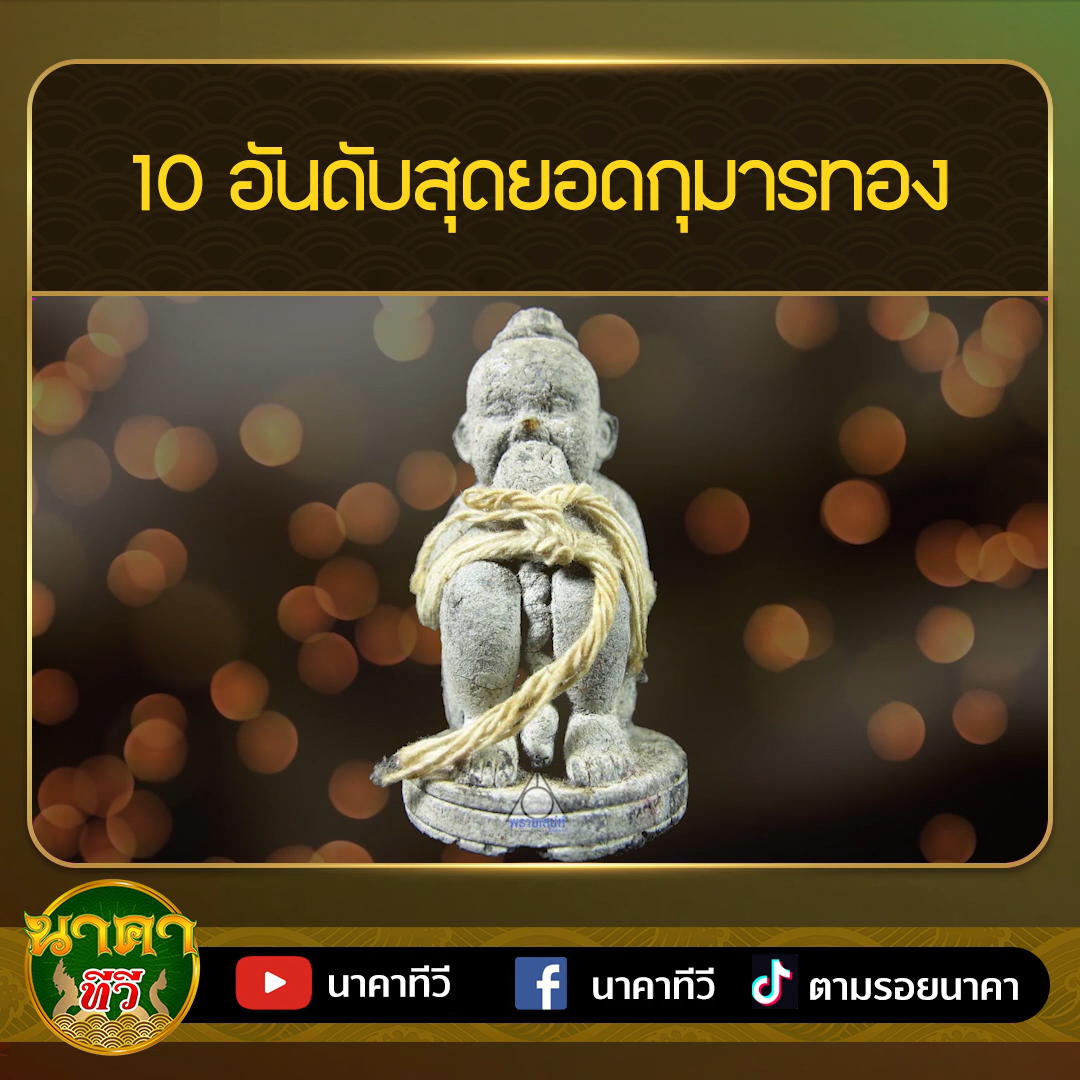 10 อันดับสุดยอดกุมารทอง
นาคา
ทีวี
นาคาทีวี
นาคาทีวี
ตามรอยนาคา